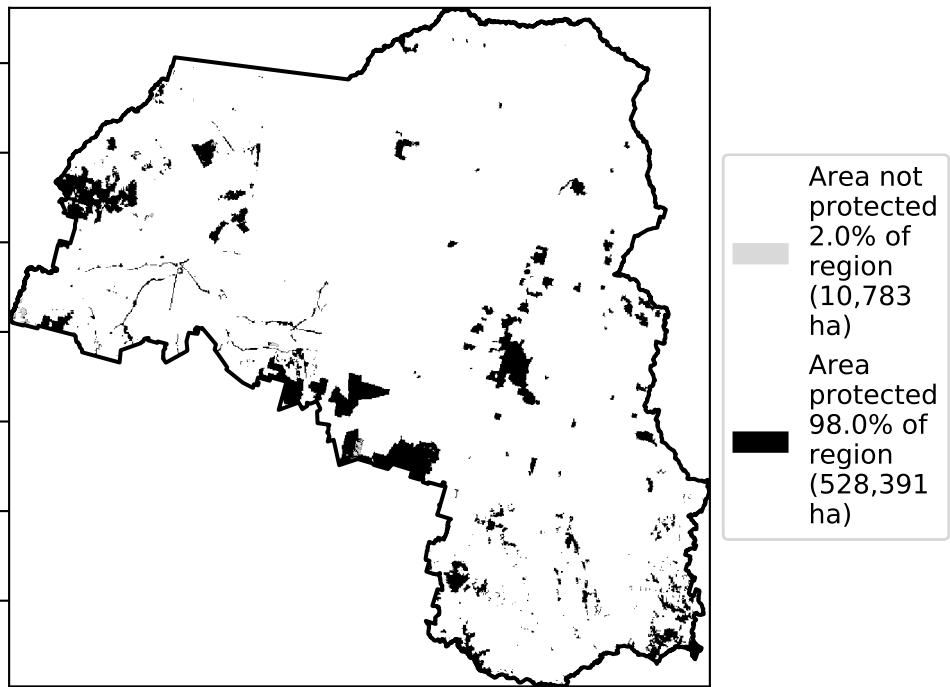 Area not
protected
2.0% of
region
(10,783
ha)
Area
protected
98.0% of
region
(528,391
ha)